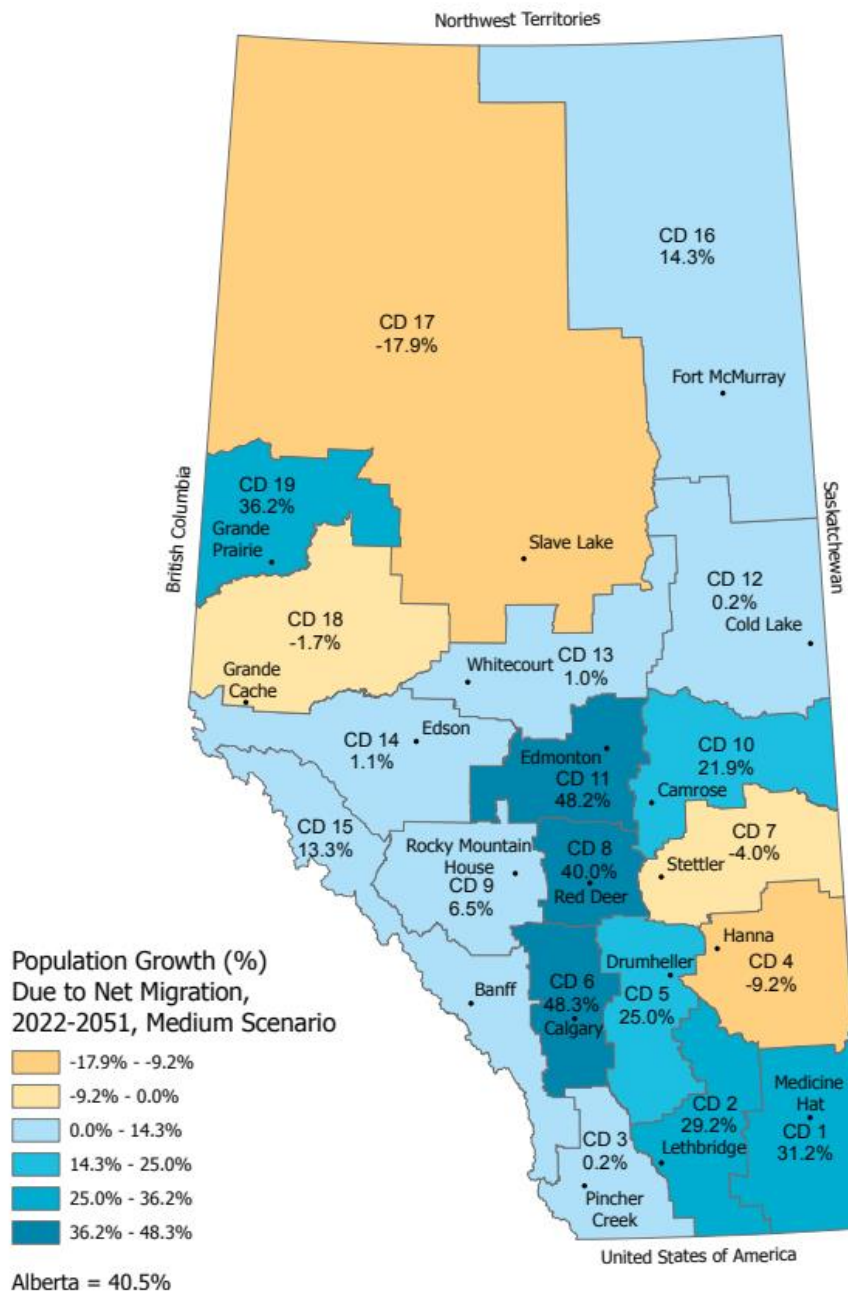 Northwest Territories
CD 16
14.3%
CD 17
-17.9%
Fort McMurray
British Columbia
Saskatchewan
CD 19
36.2%
Grande
Prairie
Slave Lake
CD 12
0.2%
Cold Lake
CD 18
-1.7%
Whitecourt
CD 13
1.0%
Grande
Cache
Edson
CD 14
1.1%
Edmonton
CD 11
48.2%
CD 10
21.9%
Camrose
CD 15
13.3%
Rocky Mountain
House
CD 9
6.5%
CD 8
40.0%
Red Deer
CD 7
-4.0%
Stettler
Hanna
CD 4
-9.2%
Drumheller
CD 5
25.0%
Banff
CD 6
48.3%
Calgary
Medicine
Hat
CD 1
31.2%
CD 2
29.2%
Lethbridge
CD 3
0.2%
Pincher
Creek
United States of America
Population Growth (%)
Due to Net Migration,
2022-2051, Medium Scenario
-17.9% - -9.2%
-9.2% - 0.0%
0.0% - 14.3%
14.3% - 25.0%
25.0% - 36.2%
36.2% - 48.3%
Alberta = 40.5%